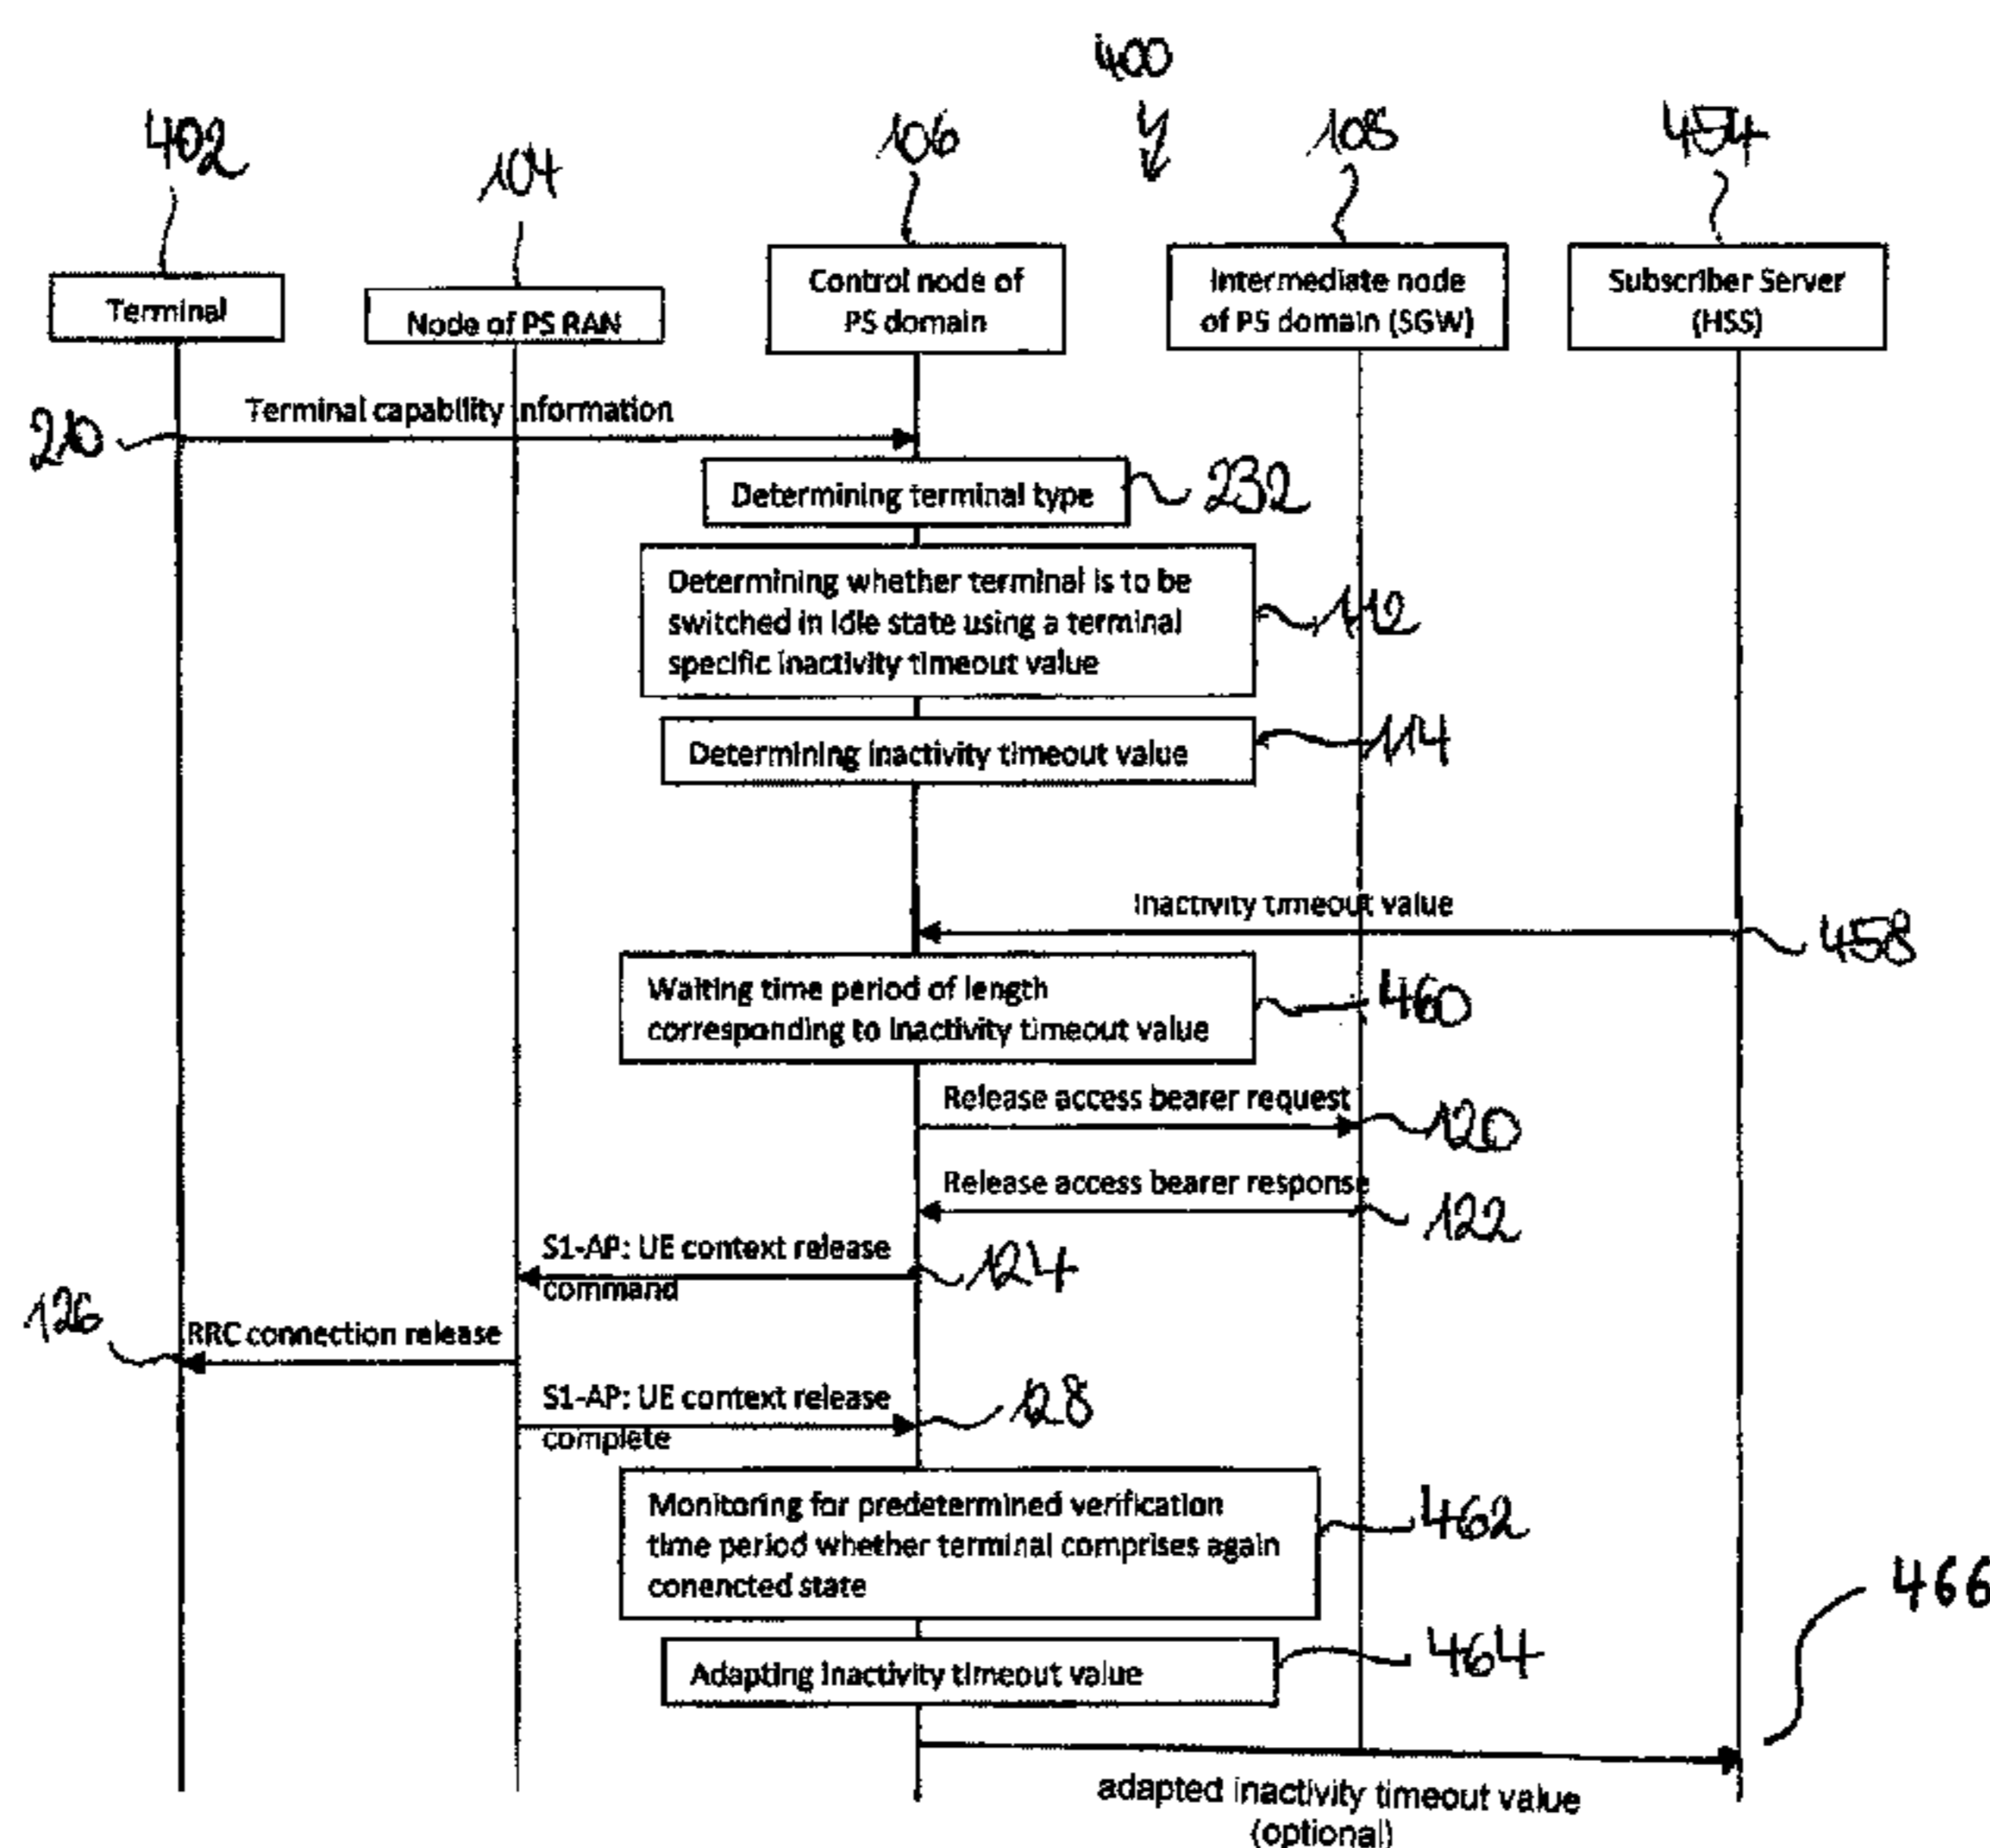 400
402
104
106
108
454
Terminal
Node of PS RAN
Control node of
PS domain
Intermediate node
of PS domain (SGW)
Subscriber Server
(HSS)
Terminal capability information
210
Determining terminal type
232
Determining whether terminal is to be
switched in idle state using a terminal
specific inactivity timeout value
112
Determining inactivity timeout value
114
Inactivity timeout value
458
Waiting time period of length
corresponding to inactivity timeout value
460
Release access bearer request
120
Release access bearer response
122
S1-AP: UE context release
command
124
126
RRC connection release
S1-AP: UE context release
complete
128
Monitoring for predetermined verification
time period whether terminal comprises again
conencted state
462
466
Adapting inactivity timeout value
464
adapted inactivity timeout value
(optional)